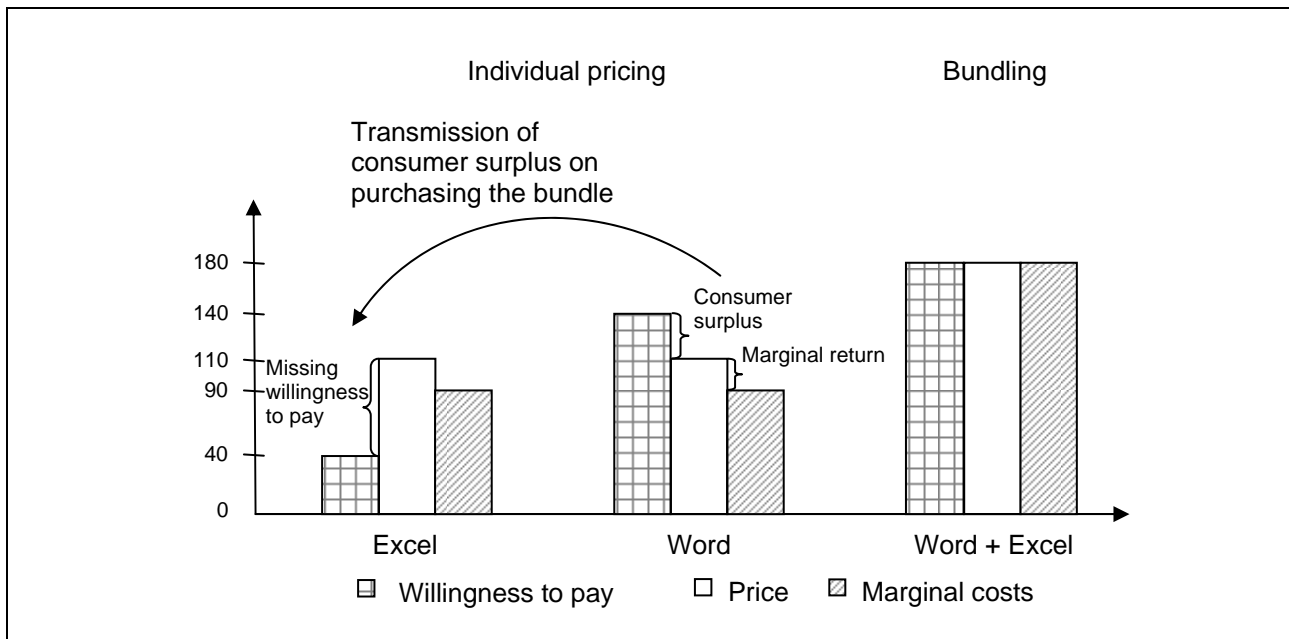 Individual pricing
Bundling
Transmission of
consumer surplus on
purchasing the bundle
180
140
110
90
40
0
Missing
willingness
to pay
Consumer
surplus
Marginal return
Excel
Word
Word + Excel
Willingness to pay
Price
Marginal costs